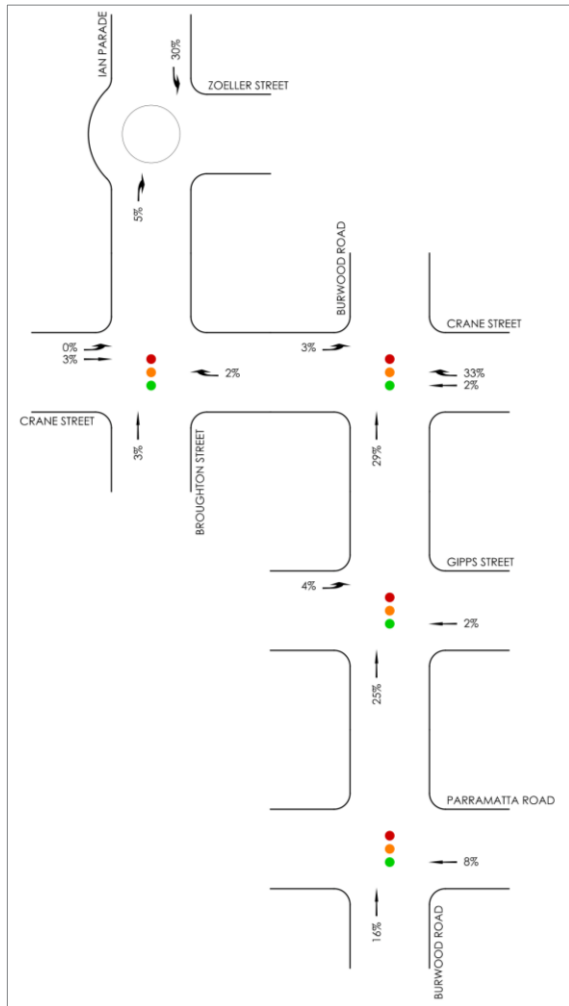 IAN PARADE
30%
ZOELLER STREET
5%
BURWOOD ROAD
0%
3%
3%
CRANE STREET
2%
33%
2%
CRANE STREET
3%
BROUGHTON STREET
29%
GIPPS STREET
4%
2%
25%
PARRAMATTA ROAD
8%
16%
BURWOOD ROAD